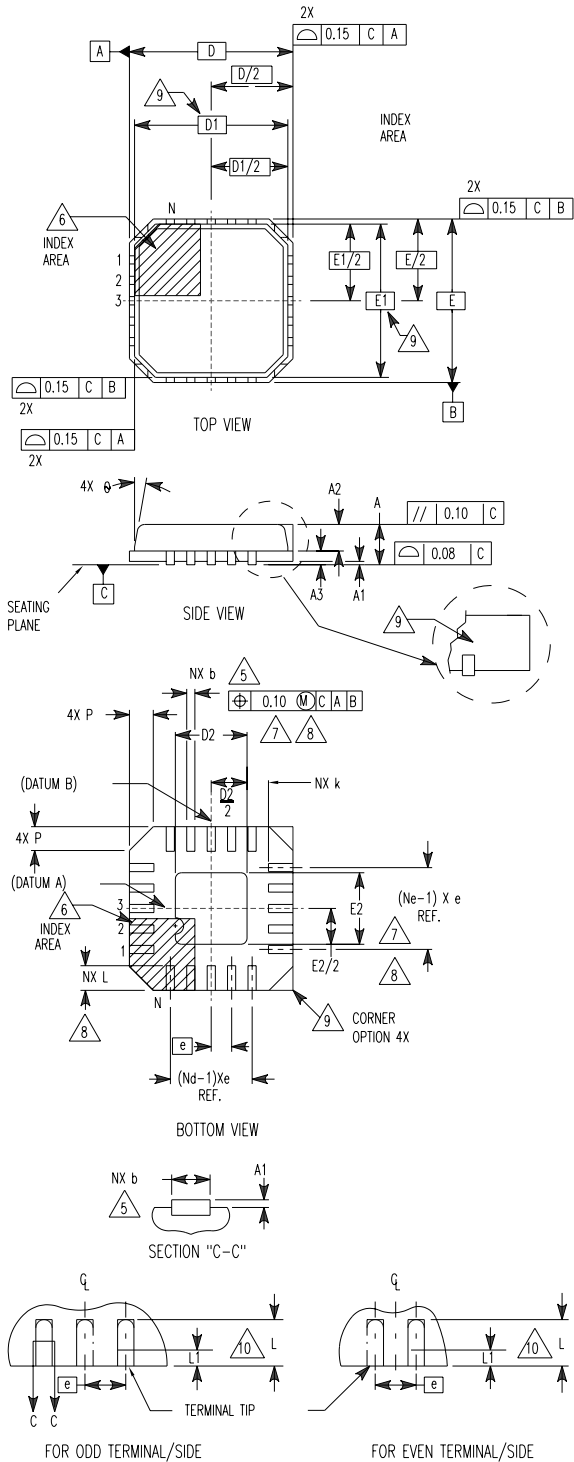 2X
0.15 C A
A
D
D/2
9
D1
INDEX
AREA
D1/2
2X
0.15 C B
N
6
INDEX
AREA
1
2
3
E1/2
E/2
E1
E
9
0.15 C B
2X
B
0.15 C A
2X
TOP VIEW
4X θ
A2
A
// 0.10 C
0.08 C
A3
A1
C
SEATING
PLANE
SIDE VIEW
9
NX b
5
0.10 M C A B
4X P
D2
7
8
(DATUM B)
D2
2
NX k
4X P
(DATUM A)
3
6
INDEX
AREA
2
1
E2
(Ne-1) X e
REF.
7
E2/2
8
NX L
8
N
9
CORNER
OPTION 4X
e
(Nd-1)Xe
REF.
BOTTOM VIEW
NX b
A1
5
SECTION "C-C"
CL
CL
L1
10
L
L1
10
L
e
e
C C
TERMINAL TIP
FOR ODD TERMINAL/SIDE
FOR EVEN TERMINAL/SIDE